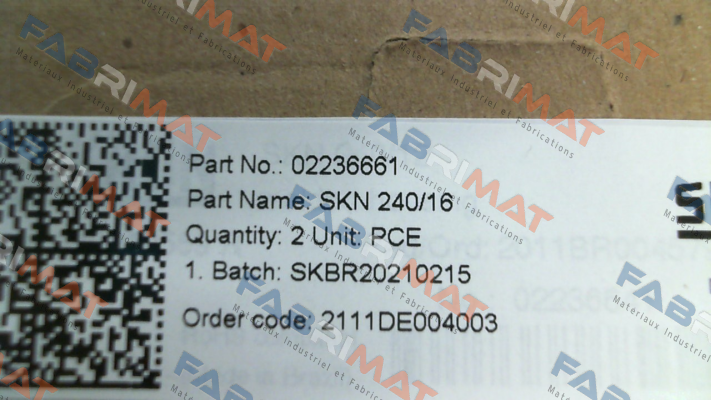 Part No.: 02236661
Part Name: SKN 240/16
Quantity: 2 Unit: PCE
1. Batch: SKBR20210215
Order code: 2111DE004003
FABRIMAT
Materiaux Industriel et Fabrications